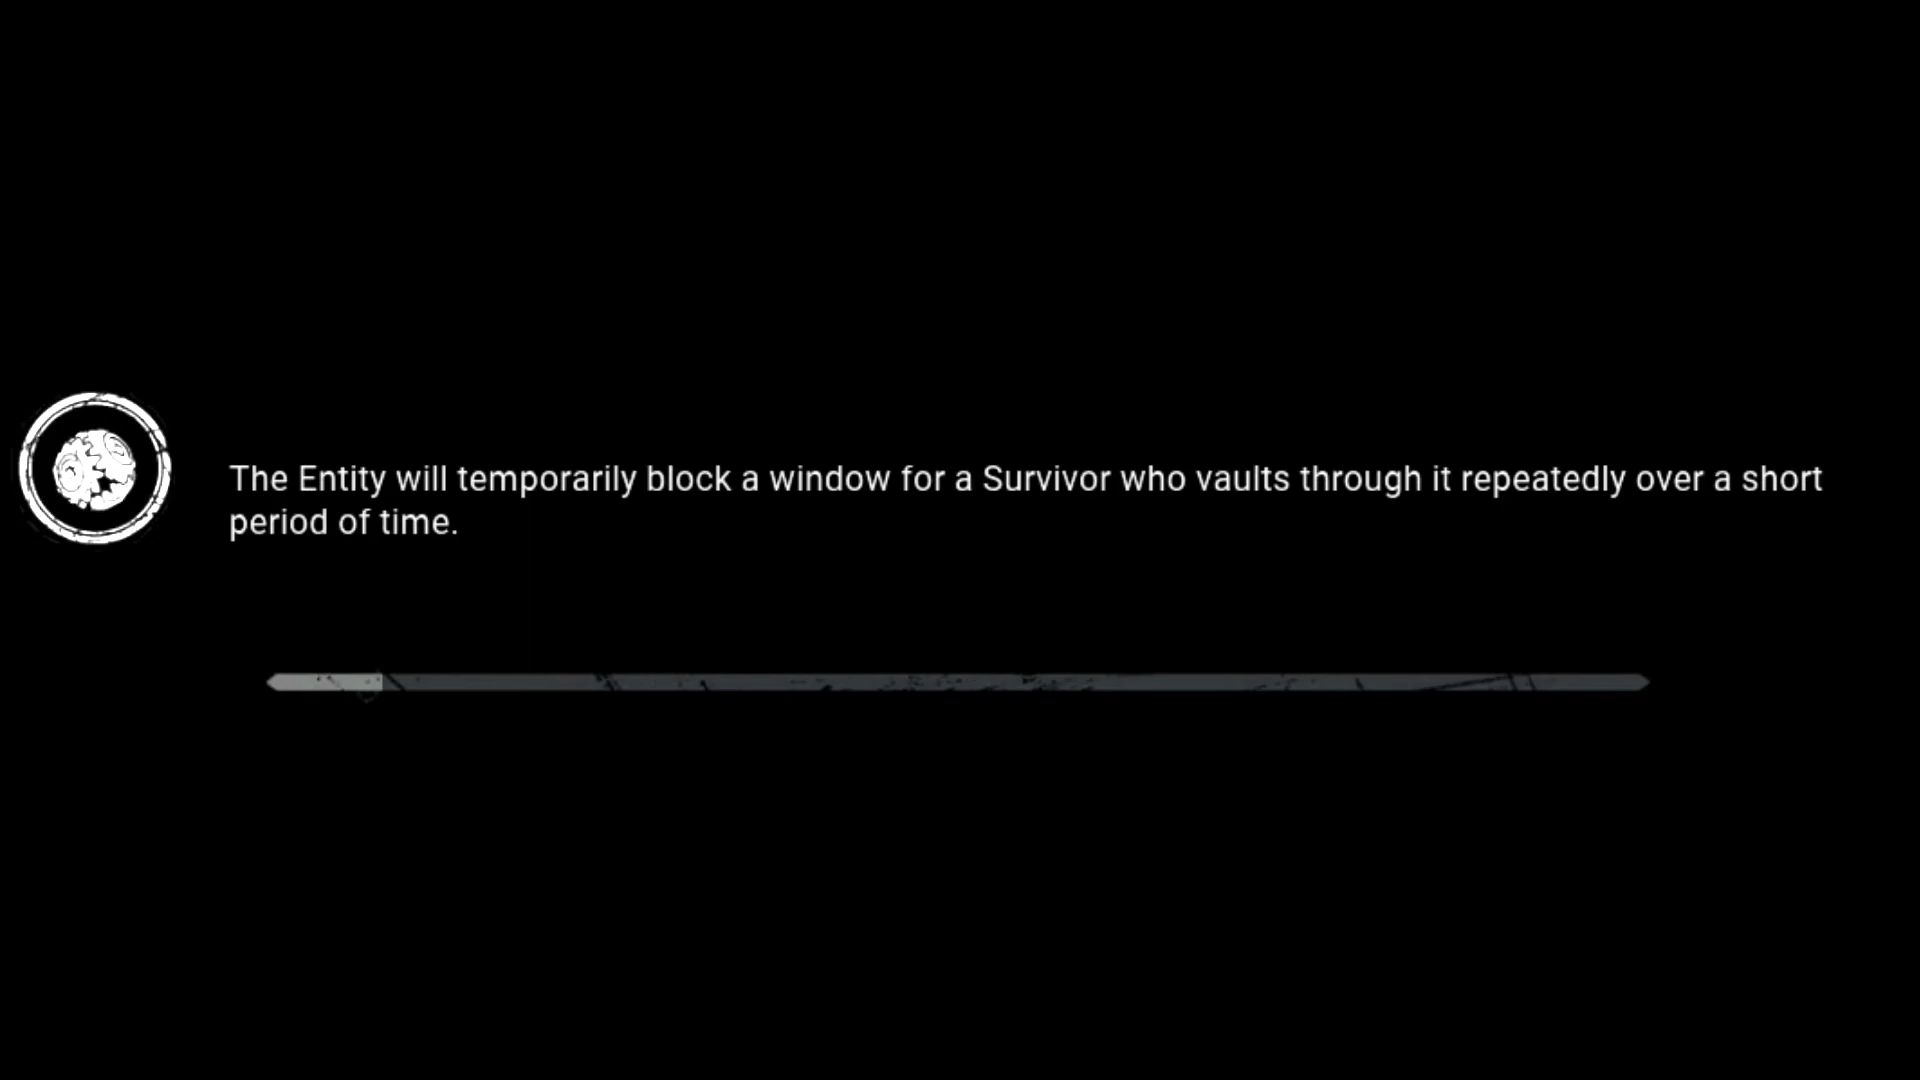 The Entity will temporarily block a window for a Survivor who vaults through it repeatedly over a short
period of time.